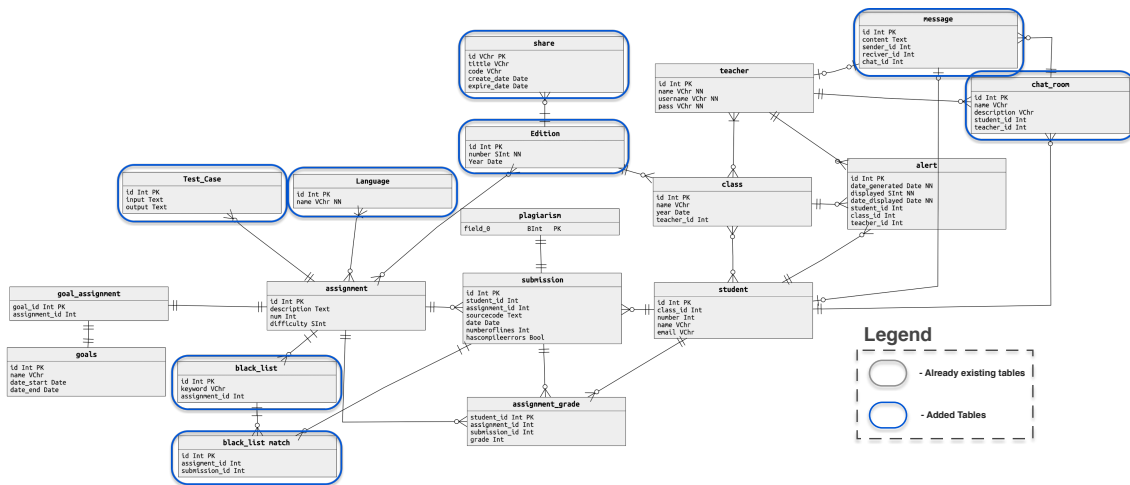 message
id Int PK
content Text
sender_id Int
reciver_id Int
chat_id Int
share
id VChr PK
tittle VChr
code VChr
create_date Date
expire_date Date
teacher
id Int PK
name VChr NN
username VChr NN
pass VChr NN
chat_room
id Int PK
name VChr
description VChr
student_id Int
teacher_id Int
Edition
id Int PK
number SInt NN
Year Date
Test_Case
id Int PK
input Text
output Text
Language
id Int PK
name VChr NN
class
id Int PK
name VChr
year Date
teacher_id Int
alert
id Int PK
date_generated Date NN
displayed SInt NN
date_displayed Date NN
student_id Int
class_id Int
teacher_id Int
plagiarism
field_0 BInt PK
goal_assignment
goal_id Int PK
assignment_id Int
assignment
id Int PK
description Text
num Int
difficulty SInt
submission
id Int PK
student_id Int
assignment_id Int
sourcecode Text
date Date
numberoflines Int
hascompileerrors Bool
student
id Int PK
class_id Int
number Int
name VChr
email VChr
goals
id Int PK
name VChr
date_start Date
date_end Date
black_list
id Int PK
keyword VChr
assignment_id Int
assignment_grade
student_id Int PK
assignment_id Int
submission_id Int
grade Int
black_list match
id Int PK
assigment_id Int
submission_id Int
Legend
- Already existing tables
- Added Tables